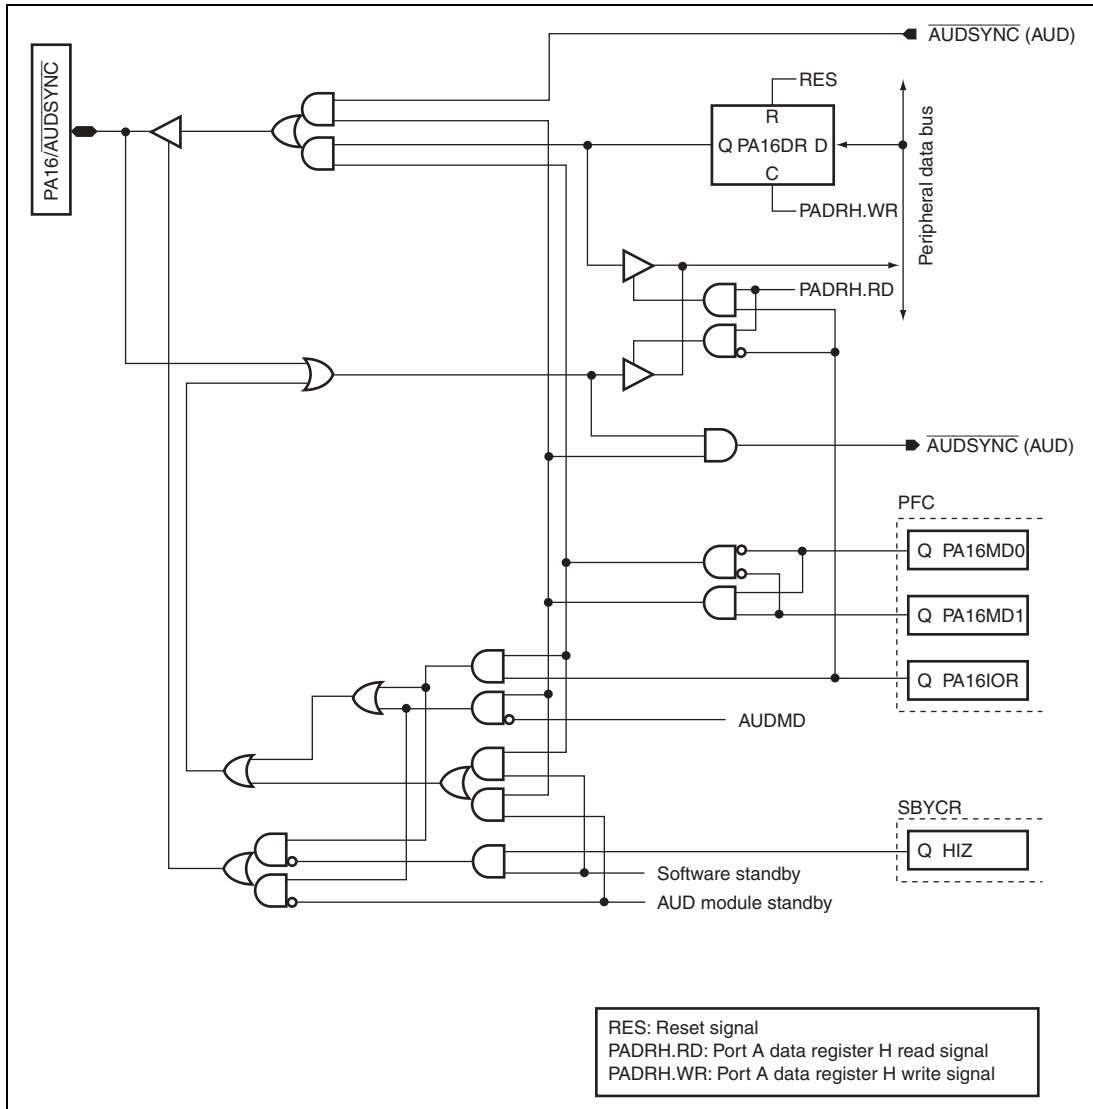 AUDSYNC (AUD)
PA16/AUDSYNC
RES
R
Q PA16DR D
C
PADRH.WR
Peripheral data bus
PADRH.RD
AUDSYNC (AUD)
PFC
Q PA16MD0
Q PA16MD1
Q PA16IOR
AUDMD
SBYCR
Q HIZ
Software standby
AUD module standby
RES: Reset signal
PADRH.RD: Port A data register H read signal
PADRH.WR: Port A data register H write signal